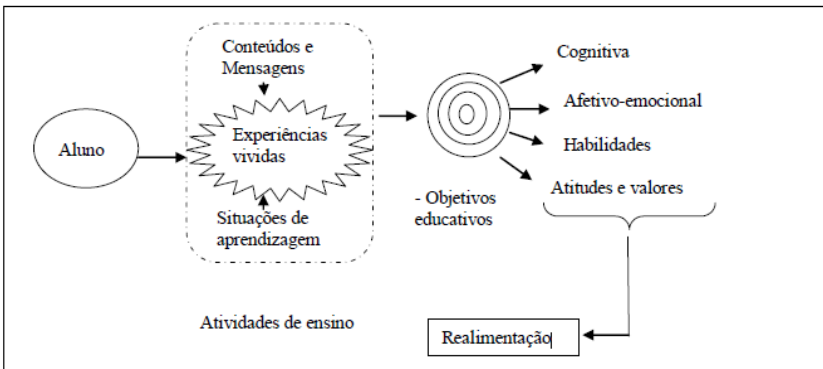 Conteúdos e
Mensagens
Cognitiva
Afetivo-emocional
Habilidades
Atitudes e valores
Aluno
Experiências
vividas
Situações de
aprendizagem
- Objetivos
educativos
Atividades de ensino
Realimentação